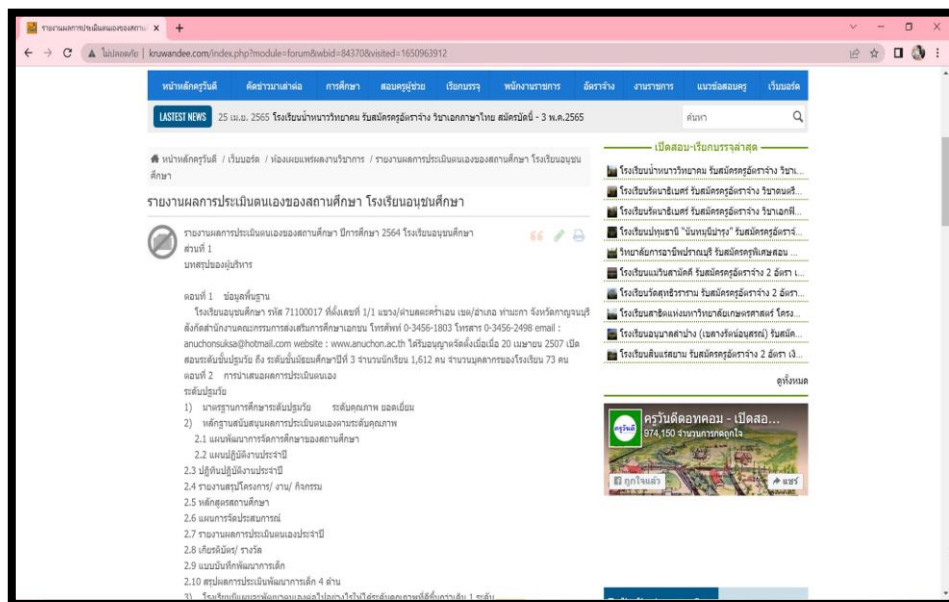 รายงานผลการประเมินตนเองของสถาน
ไม่ปลอดภัย | kruwandee.com/index.php?module=forum&wbid=84370&visited=1650963912
หน้าหลักครูวันดี คัดข่าวมาเล่าต่อ การศึกษา สอบครูผู้ช่วย เรียกบรรจุ พนักงานราชการ อัตราจ้าง งานราชการ แนวข้อสอบครู เว็บบอร์ด
LASTEST NEWS 25 เม.ย. 2565 โรงเรียนน้ำหนาววิทยาคม รับสมัครครูอัตราจ้าง วิชาเอกภาษาไทย สมัครบัดนี้ - 3 พ.ค.2565
ค้นหา
หน้าหลักครูวันดี / เว็บบอร์ด / ห้องเผยแพร่ผลงานวิชาการ / รายงานผลการประเมินตนเองของสถานศึกษา โรงเรียนอนุชน
ศึกษา
รายงานผลการประเมินตนเองของสถานศึกษา โรงเรียนอนุชนศึกษา
รายงานผลการประเมินตนเองของสถานศึกษา ปีการศึกษา 2564 โรงเรียนอนุชนศึกษา
ส่วนที่ 1
บทสรุปของผู้บริหาร
ตอนที่ 1 ข้อมูลพื้นฐาน
โรงเรียนอนุชนศึกษา รหัส 71100017 ที่ตั้งเลขที่ 1/1 แขวง/ตำบลตะคร้ำเอน เขต/อำเภอ ท่ามะกา จังหวัดกาญจนบุรี
สังกัดสำนักงานคณะกรรมการส่งเสริมการศึกษาเอกชน โทรศัพท์ 0-3456-1803 โทรสาร 0-3456-2498 email :
anuchonsuksa@hotmail.com website : www.anuchon.ac.th ได้รับอนุญาตจัดตั้งเมื่อเมื่อ 20 เมษายน 2507 เปิด
สอนระดับชั้นปฐมวัย ถึง ระดับชั้นมัธยมศึกษาปีที่ 3 จำนวนนักเรียน 1,612 คน จำนวนบุคลากรของโรงเรียน 73 คน
ตอนที่ 2 การนำเสนอผลการประเมินตนเอง
ระดับปฐมวัย
1) มาตรฐานการศึกษาระดับปฐมวัย ระดับคุณภาพ ยอดเยี่ยม
2) หลักฐานสนับสนุนผลการประเมินตนเองตามระดับคุณภาพ
2.1 แผนพัฒนาการจัดการศึกษาของสถานศึกษา
2.2 แผนปฏิบัติงานประจำปี
2.3 ปฏิทินปฏิบัติงานประจำปี
2.4 รายงานสรุปโครงการ/ งาน/ กิจกรรม
2.5 หลักสูตรสถานศึกษา
2.6 แผนการจัดประสบการณ์
2.7 รายงานผลการประเมินตนเองประจำปี
2.8 เกียรติบัตร/ รางวัล
2.9 แบบบันทึกพัฒนาการเด็ก
2.10 สรุปผลการประเมินพัฒนาการเด็ก 4 ด้าน
3) โรงเรียนมีแผนจะพัฒนาตนเองต่อไปอย่างไรให้ได้ระดับคุณภาพที่ดีขึ้นกว่าเดิม 1 ระดับ
เปิดสอบ-เรียกบรรจุล่าสุด
โรงเรียนน้ำหนาววิทยาคม รับสมัครครูอัตราจ้าง วิชาเ...
โรงเรียนรัตนาธิเบศร์ รับสมัครครูอัตราจ้าง วิชาดนตรี...
โรงเรียนรัตนาธิเบศร์ รับสมัครครูอัตราจ้าง วิชาเอกฟิ...
โรงเรียนปทุมธานี "นันทมุนีบำรุง" รับสมัครครูอัตราจ้...
วิทยาลัยการอาชีพปราณบุรี รับสมัครครูพิเศษสอน ...
โรงเรียนแม่วินสามัคคี รับสมัครครูอัตราจ้าง 2 อัตรา เ...
โรงเรียนวัดสุทธิวราราม รับสมัครครูอัตราจ้าง 2 อัตรา...
โรงเรียนสาธิตแห่งมหาวิทยาลัยเกษตรศาสตร์ โครง...
โรงเรียนอนุบาลลำปาง (เขลางค์รัตน์อนุสรณ์) รับสมัค...
โรงเรียนสินแร่สยาม รับสมัครครูอัตราจ้าง 2 อัตรา เงิ...
ดูทั้งหมด
ครูวันดี
ครูวันดีดอทคอม - เปิดสอ...
974,150 จำนวนการกดถูกใจ
ถูกใจแล้ว
แชร์